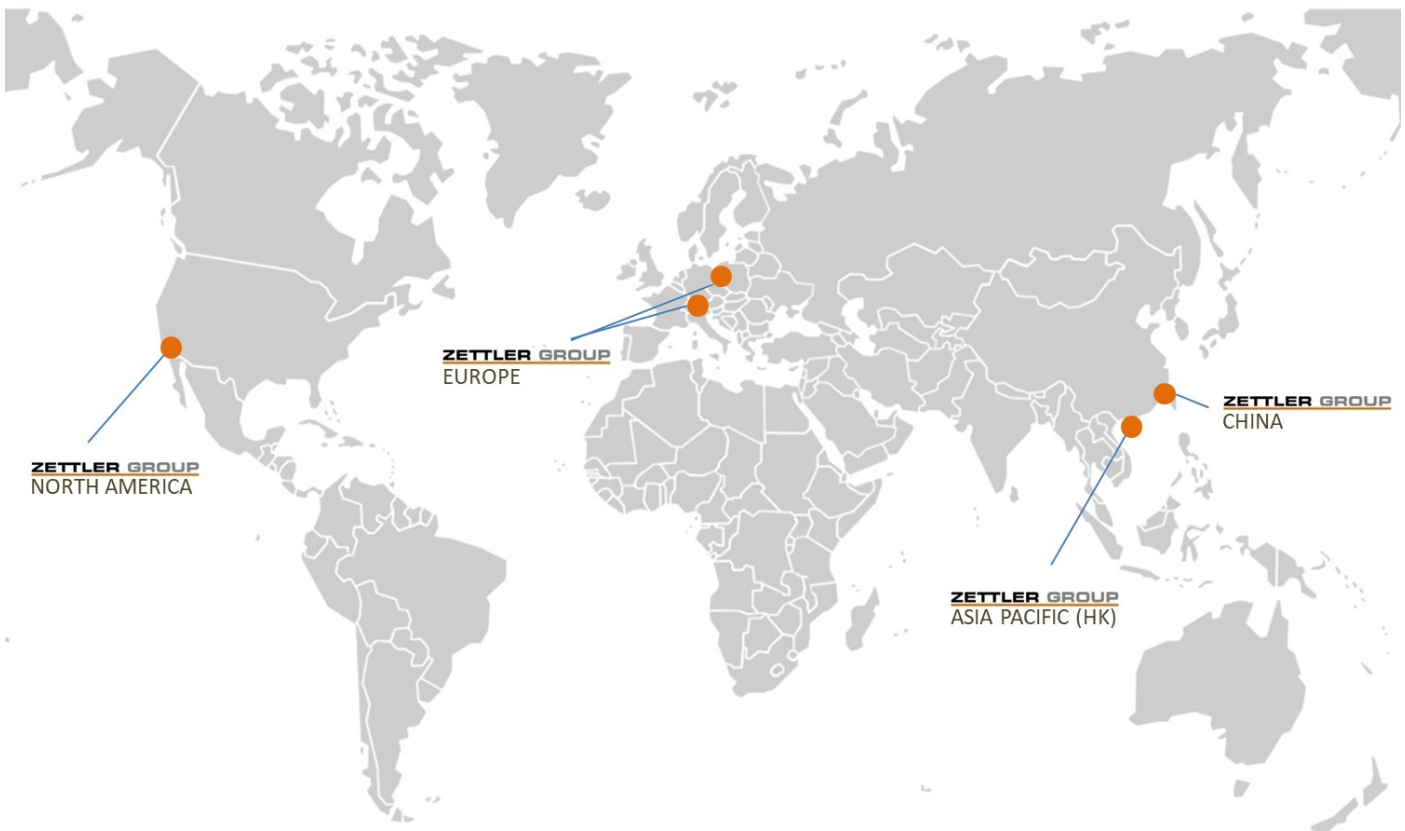 ZETTLER GROUP
EUROPE
ZETTLER GROUP
CHINA
ZETTLER GROUP
NORTH AMERICA
ZETTLER GROUP
ASIA PACIFIC (HK)